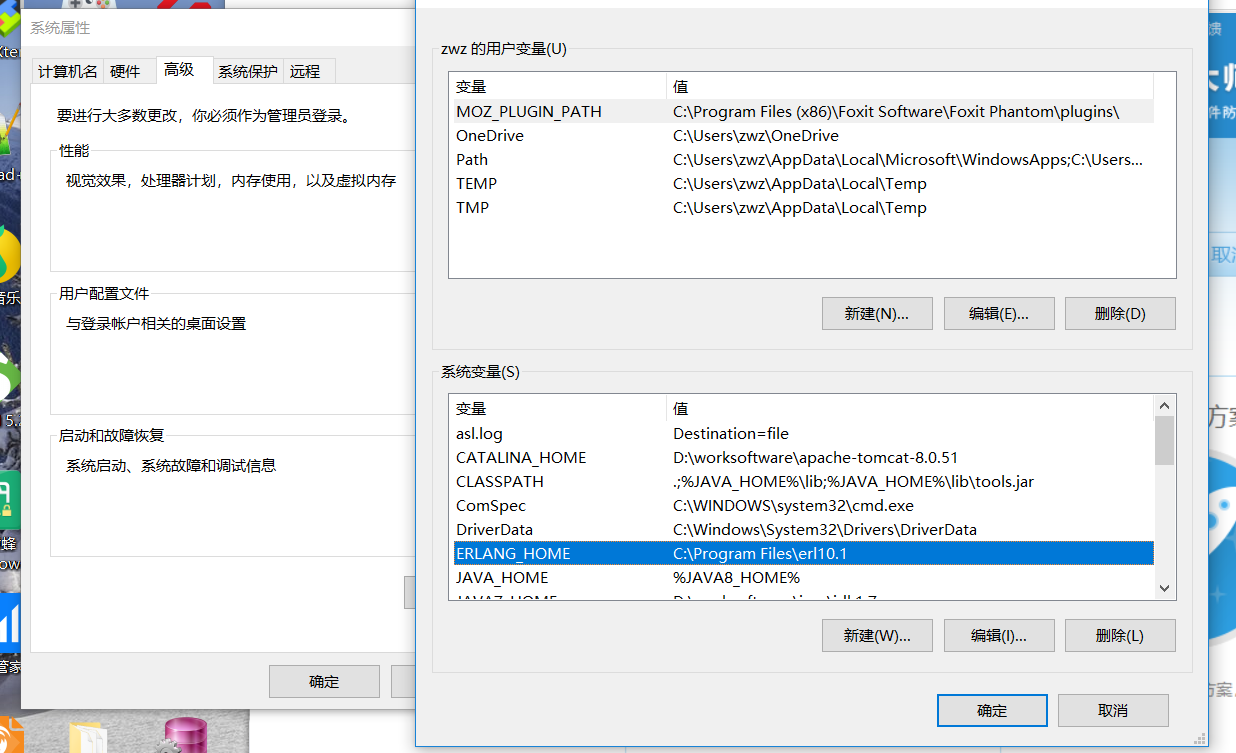 系统属性
计算机名 硬件 高级 系统保护 远程
要进行大多数更改，你必须作为管理员登录。
性能
视觉效果，处理器计划，内存使用，以及虚拟内存
用户配置文件
与登录帐户相关的桌面设置
启动和故障恢复
系统启动、系统故障和调试信息
确定
zwz 的用户变量(U)
变量 值
MOZ_PLUGIN_PATH C:\Program Files (x86)\Foxit Software\Foxit Phantom\plugins\
OneDrive C:\Users\zwz\OneDrive
Path C:\Users\zwz\AppData\Local\Microsoft\WindowsApps;C:\Users...
TEMP C:\Users\zwz\AppData\Local\Temp
TMP C:\Users\zwz\AppData\Local\Temp
新建(N)... 编辑(E)... 删除(D)
系统变量(S)
变量 值
asl.log Destination=file
CATALINA_HOME D:\worksoftware\apache-tomcat-8.0.51
CLASSPATH .;%JAVA_HOME%\lib;%JAVA_HOME%\lib\tools.jar
ComSpec C:\WINDOWS\system32\cmd.exe
DriverData C:\Windows\System32\Drivers\DriverData
ERLANG_HOME C:\Program Files\erl10.1
JAVA_HOME %JAVA8_HOME%
新建(W)... 编辑(I)... 删除(L)
确定 取消